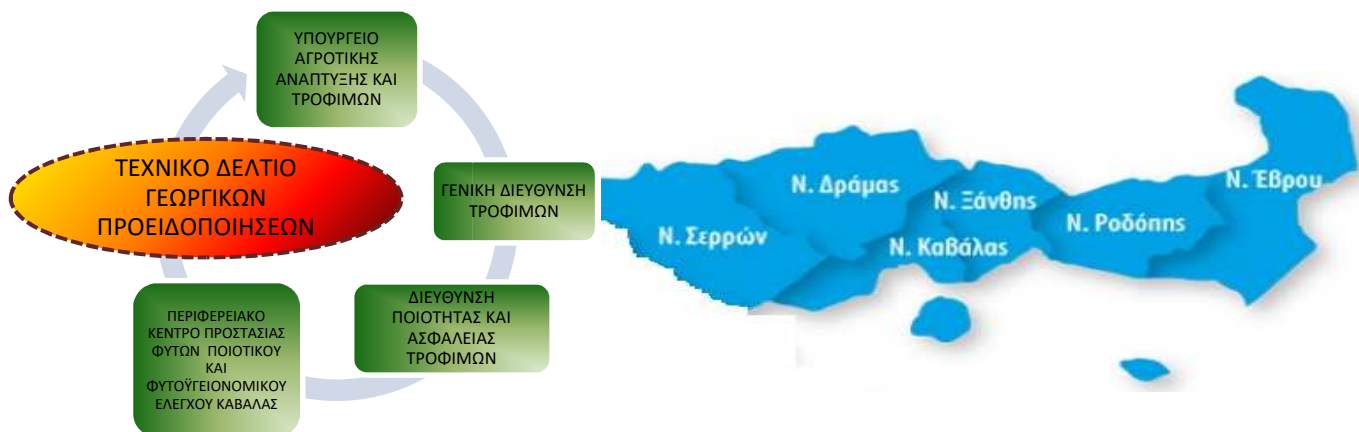 ΥΠΟΥΡΓΕΙΟ
ΑΓΡΟΤΙΚΗΣ
ΑΝΑΠΤΥΞΗΣ ΚΑΙ
ΤΡΟΦΙΜΩΝ
ΓΕΝΙΚΗ ΔΙΕΥΘΥΝΣΗ
ΤΡΟΦΙΜΩΝ
ΔΙΕΥΘΥΝΣΗ
ΠΟΙΟΤΗΤΑΣ ΚΑΙ
ΑΣΦΑΛΕΙΑΣ
ΤΡΟΦΙΜΩΝ
ΠΕΡΙΦΕΡΕΙΑΚΟ
ΚΕΝΤΡΟ ΠΡΟΣΤΑΣΙΑΣ
ΦΥΤΩΝ ΠΟΙΟΤΙΚΟΥ
ΚΑΙ
ΦΥΤΟΫΓΕΙΟΝΟΜΙΚΟΥ
ΕΛΕΓΧΟΥ ΚΑΒΑΛΑΣ
ΤΕΧΝΙΚΟ ΔΕΛΤΙΟ
ΓΕΩΡΓΙΚΩΝ
ΠΡΟΕΙΔΟΠΟΙΗΣΕΩΝ
Ν. Σερρών
Ν. Δράμας
Ν. Καβάλας
Ν. Ξάνθης
Ν. Ροδόπης
Ν. Έβρου